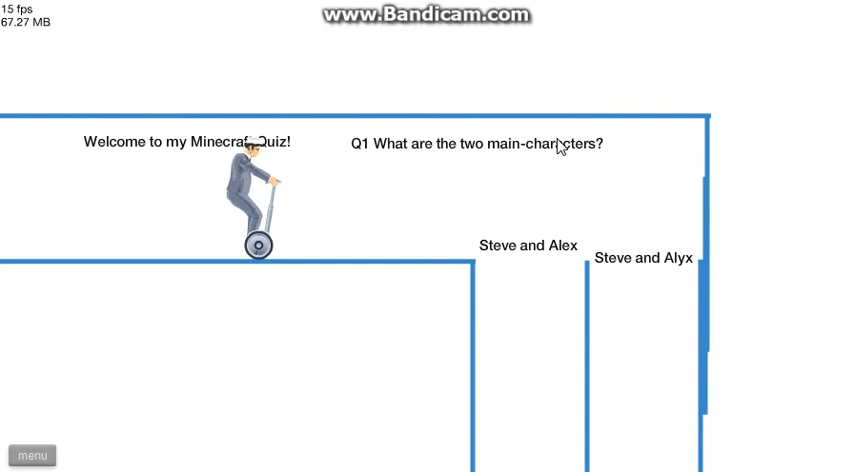 15 fps
67.27 MB
www.Bandicam.com
Welcome to my Minecraft Quiz!
Q1 What are the two main-characters?
Steve and Alex
Steve and Alyx
menu